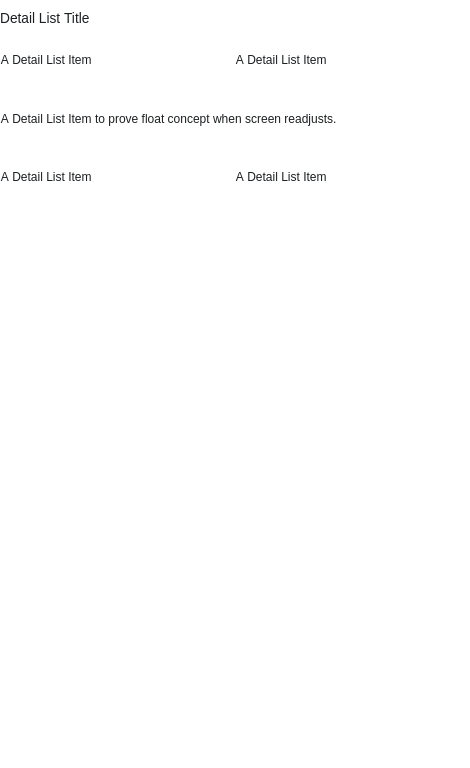 Detail List Title
A Detail List Item A Detail List Item
A Detail List Item to prove float concept when screen readjusts.
A Detail List Item A Detail List Item